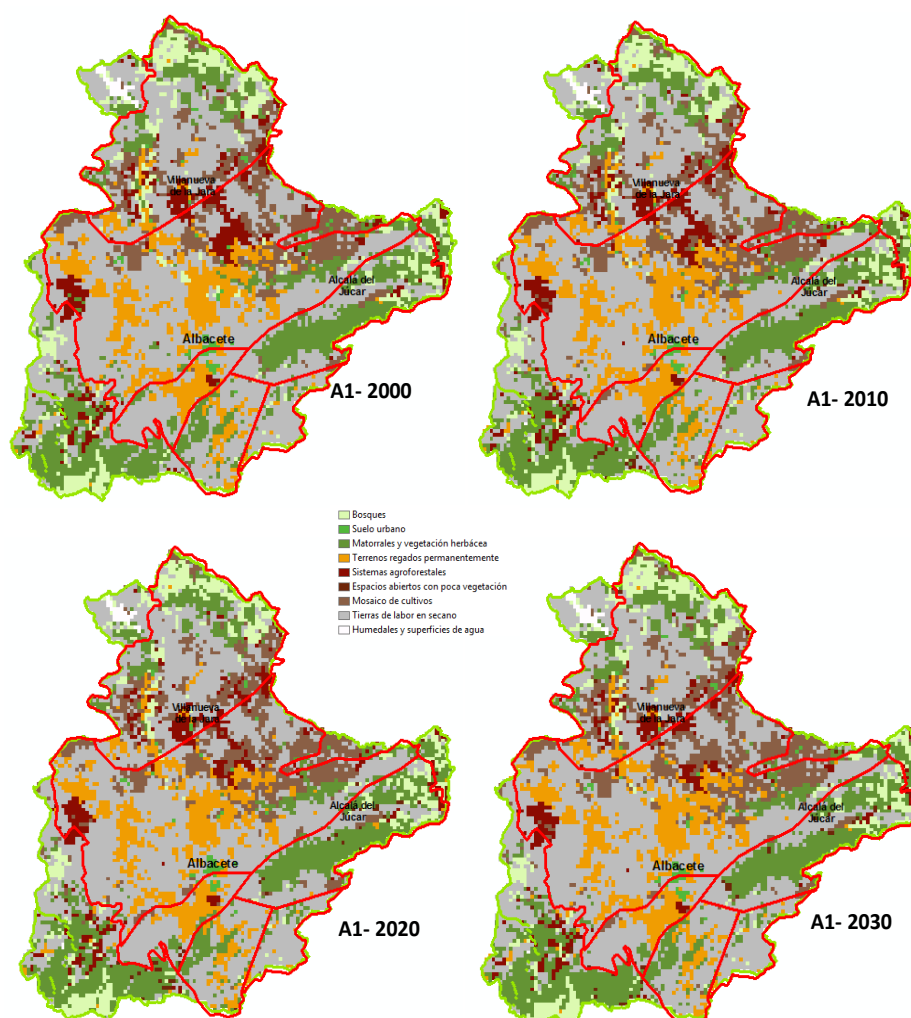 Villanueva
de la Jara
Alcalá del
Júcar
Albacete
A1- 2000
Villanueva
de la Jara
Alcalá del
Júcar
Albacete
A1- 2010
Bosques
Suelo urbano
Matorrales y vegetación herbácea
Terrenos regados permanentemente
Sistemas agroforestales
Espacios abiertos con poca vegetación
Mosaico de cultivos
Tierras de labor en secano
Humedales y superficies de agua
Villanueva
de la Jara
Alcalá del
Júcar
Albacete
A1- 2020
Villanueva
de la Jara
Alcalá del
Júcar
Albacete
A1- 2030